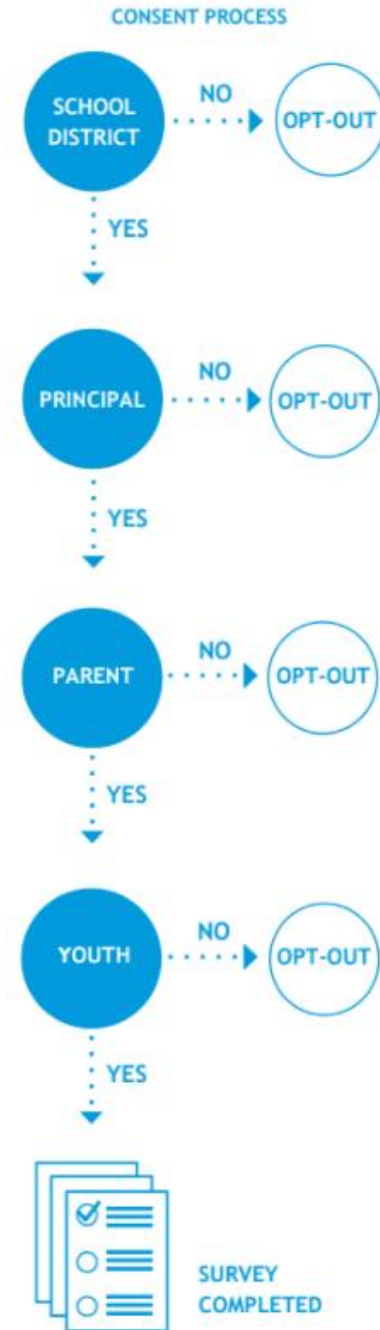 CONSENT PROCESS
SCHOOL
DISTRICT
NO
OPT-OUT
YES
PRINCIPAL
NO
OPT-OUT
YES
PARENT
NO
OPT-OUT
YES
YOUTH
NO
OPT-OUT
YES
SURVEY
COMPLETED